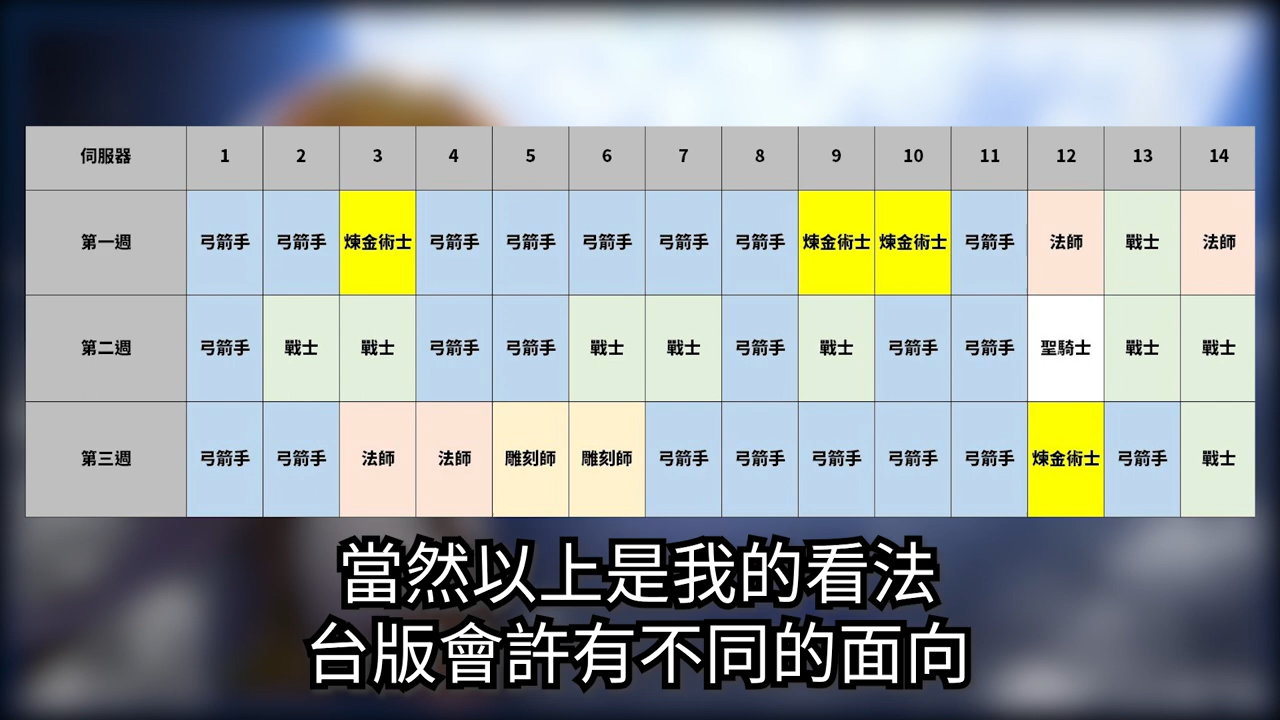 伺服器 1 2 3 4 5 6 7 8 9 10 11 12 13 14
第一週 弓箭手 弓箭手 煉金術士 弓箭手 弓箭手 弓箭手 弓箭手 弓箭手 煉金術士 煉金術士 弓箭手 法師 戰士 法師
第二週 弓箭手 戰士 戰士 弓箭手 弓箭手 戰士 戰士 弓箭手 戰士 弓箭手 弓箭手 聖騎士 戰士 戰士
第三週 弓箭手 弓箭手 法師 法師 雕刻師 雕刻師 弓箭手 弓箭手 弓箭手 弓箭手 弓箭手 煉金術士 弓箭手 戰士
當然以上是我的看法
台版會許有不同的面向